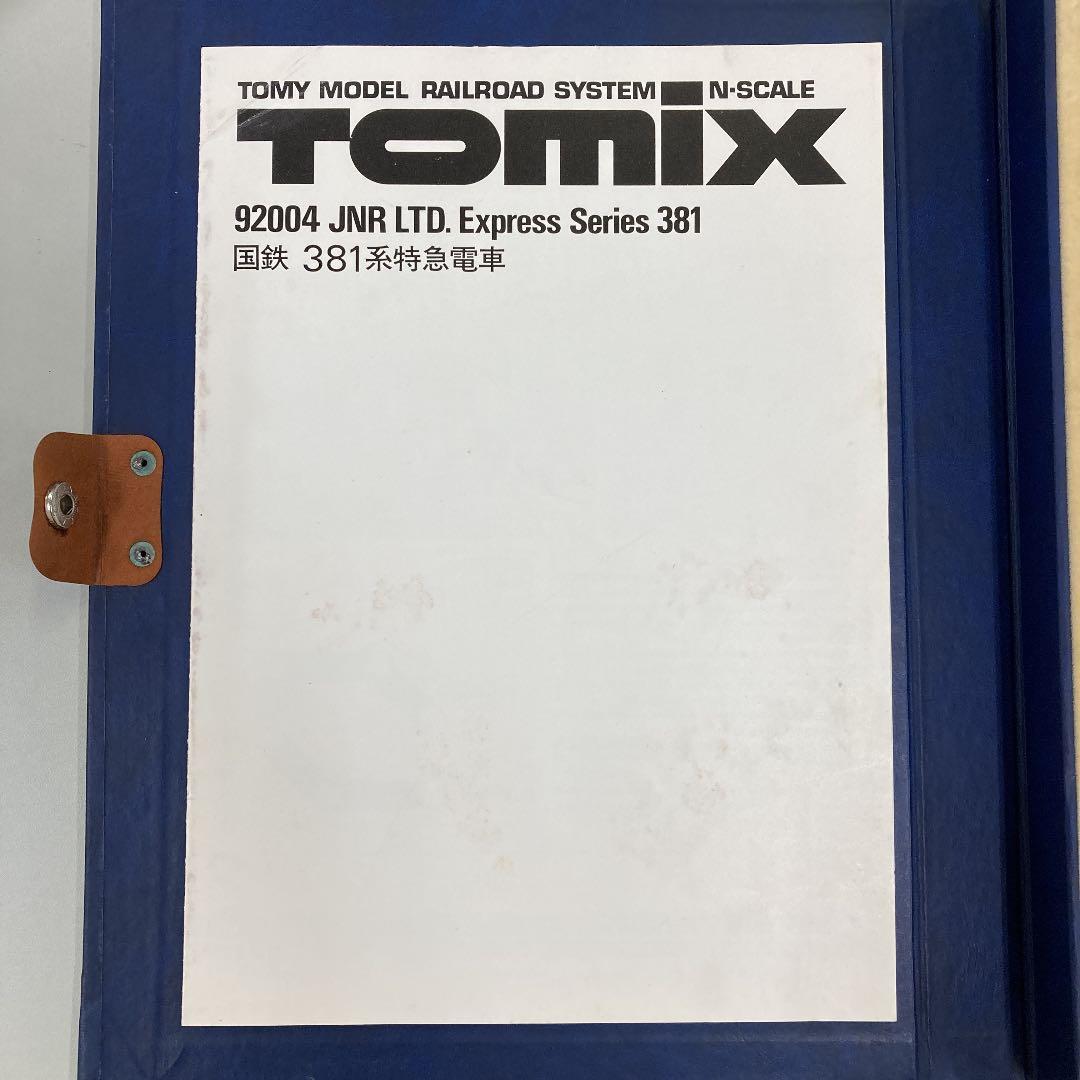 TOMY MODEL RAILROAD SYSTEM N-SCALE
TOMIX
92004 JNR LTD. Express Series 381
国鉄 381系特急電車